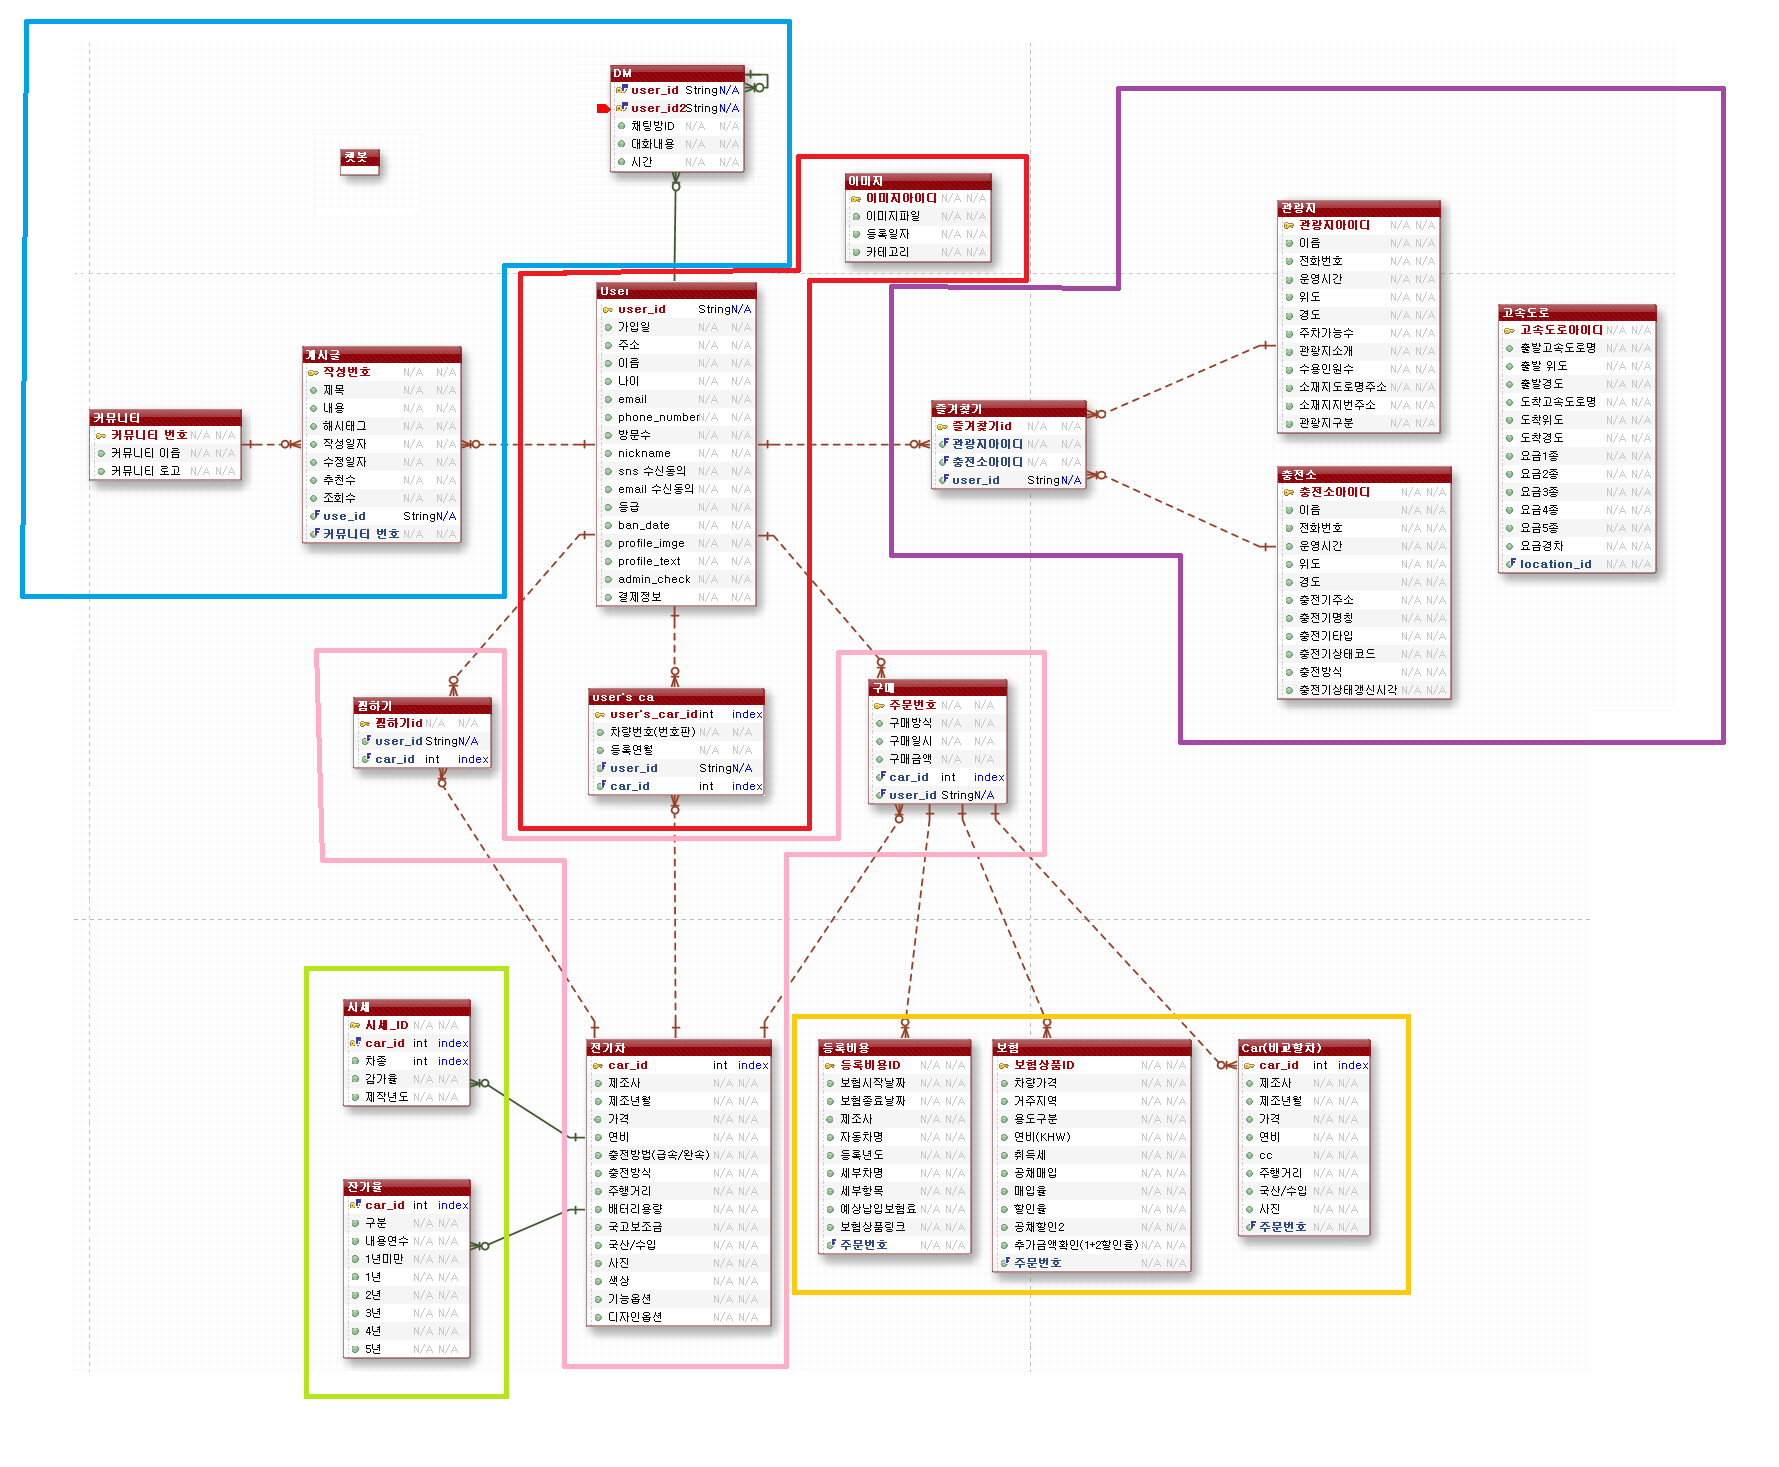 DM
user_id String N/A
user_id2 String N/A
채팅방ID N/A N/A
대화내용 N/A N/A
시간 N/A N/A
챗봇
이미지
이미지아이디 N/A N/A
이미지파일 N/A N/A
등록일자 N/A N/A
카테고리 N/A N/A
관광지
관광지아이디 N/A N/A
이음 N/A N/A
전화번호 N/A N/A
운영시간 N/A N/A
위도 N/A N/A
경도 N/A N/A
주차가능수 N/A N/A
관광지소개 N/A N/A
수용인원수 N/A N/A
소재지도로명주소 N/A N/A
소재지지번주소 N/A N/A
관광지구분 N/A N/A
고속도로
고속도로아이디 N/A N/A
출발고속도로명 N/A N/A
출발 위도 N/A N/A
출발경도 N/A N/A
도착고속도로명 N/A N/A
도착위도 N/A N/A
도착경도 N/A N/A
요금1종 N/A N/A
요금2종 N/A N/A
요금3종 N/A N/A
요금4종 N/A N/A
요금5종 N/A N/A
요금경차 N/A N/A
location_id N/A N/A
User
user_id String N/A
가입일 N/A N/A
주소 N/A N/A
이름 N/A N/A
나이 N/A N/A
email N/A N/A
phone_number N/A N/A
방문수 N/A N/A
nickname N/A N/A
sns 수신동의 N/A N/A
email 수신동의 N/A N/A
등급 N/A N/A
ban_date N/A N/A
profile_imge N/A N/A
profile_text N/A N/A
admin_check N/A N/A
결제정보 N/A N/A
게시글
작성번호 N/A N/A
제목 N/A N/A
내용 N/A N/A
해시태그 N/A N/A
작성일자 N/A N/A
수정일자 N/A N/A
추천수 N/A N/A
조회수 N/A N/A
use_id String N/A
커뮤니티 번호 N/A N/A
커뮤니티
커뮤니티 번호 N/A N/A
커뮤니티 이름 N/A N/A
커뮤니티 로고 N/A N/A
즐겨찾기
즐겨찾기id N/A N/A
관광지아이디 N/A N/A
충전소아이디 N/A N/A
user_id String N/A
충전소
충전소아이디 N/A N/A
이음 N/A N/A
전화번호 N/A N/A
운영시간 N/A N/A
위도 N/A N/A
경도 N/A N/A
충전기주소 N/A N/A
충전기명칭 N/A N/A
충전기타입 N/A N/A
충전기상태코드 N/A N/A
충전방식 N/A N/A
충전기상태갱신시각 N/A N/A
찜하기
찜하기id N/A N/A
user_id String N/A
car_id int index
user's ca
user's_car_id int index
차량번호(번호판) N/A N/A
등록연월 N/A N/A
user_id String N/A
car_id int index
구매
주문번호 N/A N/A
구매방식 N/A N/A
구매일시 N/A N/A
구매금액 N/A N/A
car_id int index
user_id String N/A
시세
시세_ID N/A N/A
car_id int index
차종 int index
감가율 N/A N/A
제작년도 N/A N/A
잔가율
car_id int index
구분 N/A N/A
내용연수 N/A N/A
1년미만 N/A N/A
1년 N/A N/A
2년 N/A N/A
3년 N/A N/A
4년 N/A N/A
5년 N/A N/A
전기차
car_id int index
제조사 N/A N/A
제조년월 N/A N/A
가격 N/A N/A
연비 N/A N/A
충전방법(급속/완속) N/A N/A
충전방식 N/A N/A
주행거리 N/A N/A
배터리용량 N/A N/A
국고보조금 N/A N/A
국산/수입 N/A N/A
사진 N/A N/A
색상 N/A N/A
기능옵션 N/A N/A
디자인옵션 N/A N/A
등록비용
등록비용ID N/A N/A
보험시작날짜 N/A N/A
보험종료날짜 N/A N/A
제조사 N/A N/A
자동차명 N/A N/A
등록년도 N/A N/A
세부차명 N/A N/A
세부항목 N/A N/A
예상납입보험료 N/A N/A
보험상품링크 N/A N/A
주문번호 N/A N/A
보험
보험상품ID N/A N/A
차량가격 N/A N/A
거주지역 N/A N/A
용도구분 N/A N/A
연비(KHW) N/A N/A
취득세 N/A N/A
공채매입 N/A N/A
매입율 N/A N/A
할인율 N/A N/A
공채할인2 N/A N/A
추가금액확인(1+2할인율) N/A N/A
주문번호 N/A N/A
Car(비교할차)
car_id int index
제조사 N/A N/A
제조년월 N/A N/A
가격 N/A N/A
연비 N/A N/A
cc N/A N/A
주행거리 N/A N/A
국산/수입 N/A N/A
사진 N/A N/A
주문번호 N/A N/A